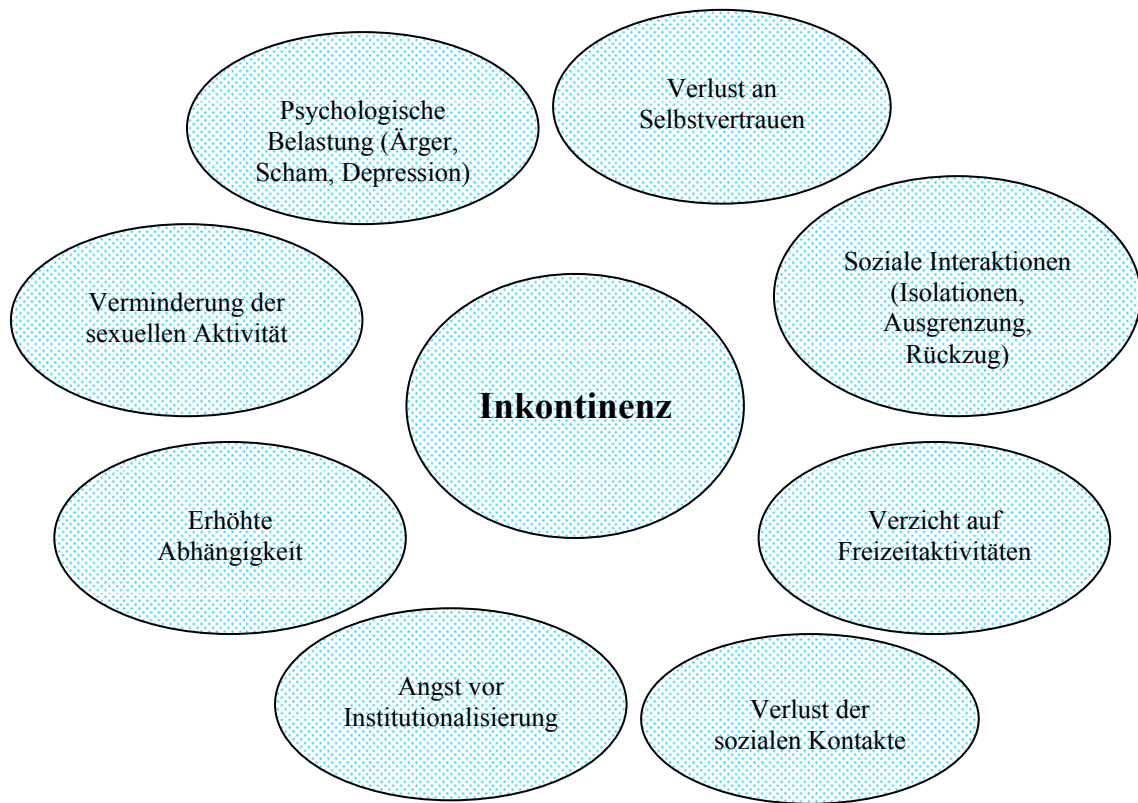 Psychologische
Belastung (Ärger,
Scham, Depression)
Verlust an
Selbstvertrauen
Soziale Interaktionen
(Isolationen,
Ausgrenzung,
Rückzug)
Verminderung der
sexuellen Aktivität
Inkontinenz
Erhöhte
Abhängigkeit
Verzicht auf
Freizeitaktivitäten
Angst vor
Institutionalisierung
Verlust der
sozialen Kontakte